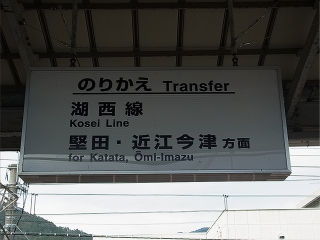 のりかえ Transfer
湖西線
Kosei Line
堅田・近江今津方面
for Katata, Ōmi-Imazu